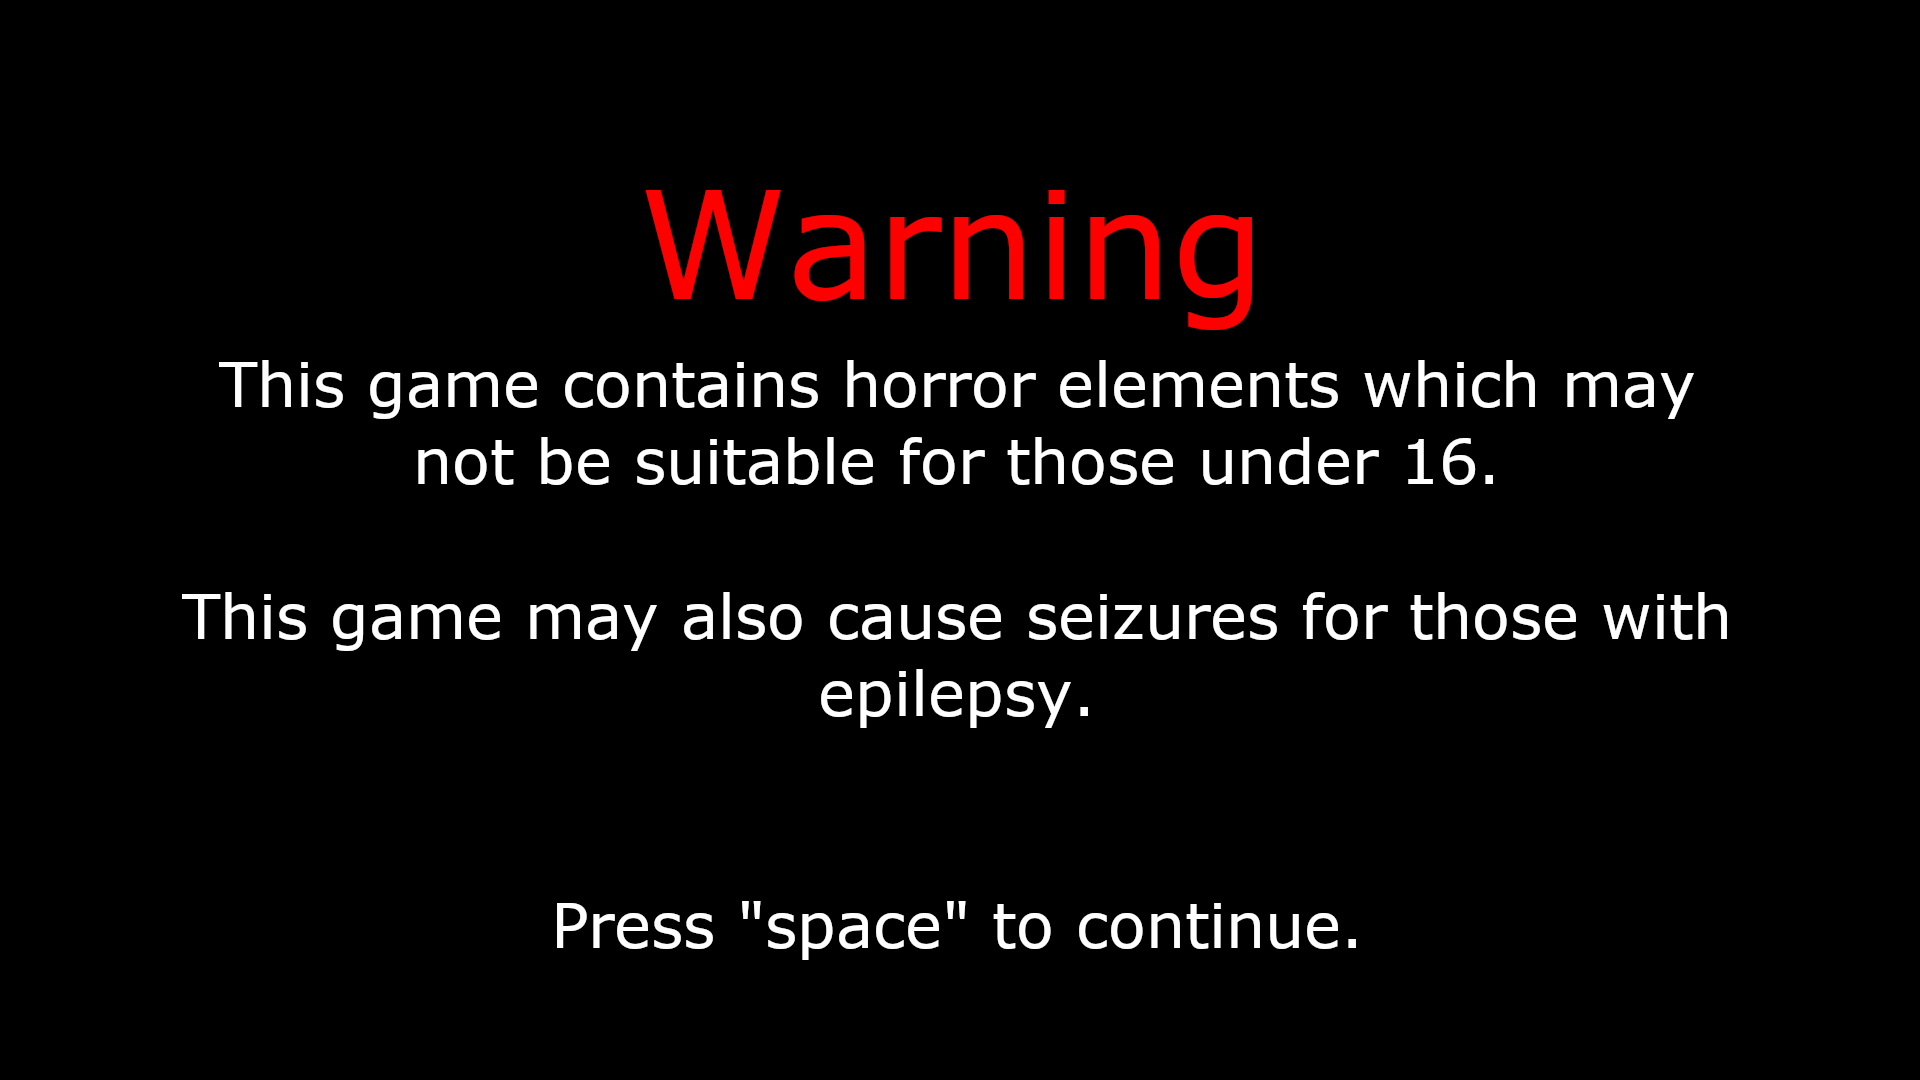 Warning
This game contains horror elements which may
not be suitable for those under 16.
This game may also cause seizures for those with
epilepsy.
Press "space" to continue.